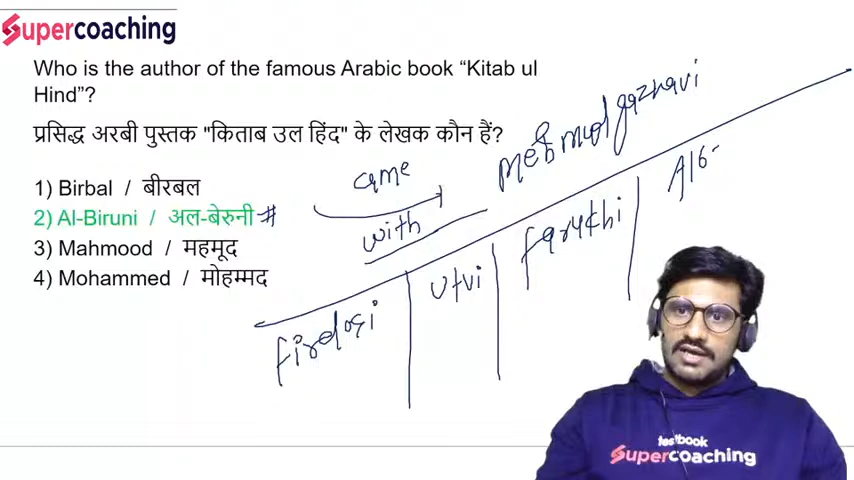 Supercoaching
Who is the author of the famous Arabic book “Kitab ul
Hind”?
प्रसिद्ध अरबी पुस्तक "किताब उल हिंद" के लेखक कौन हैं?
1) Birbal / बीरबल
2) Al-Biruni / अल-बेरुनी #
3) Mahmood / महमूद
4) Mohammed / मोहम्मद
came
with
mehmud gaznavi
firdosi
utvi
farukhi
Alb-
testbook
Supercoaching